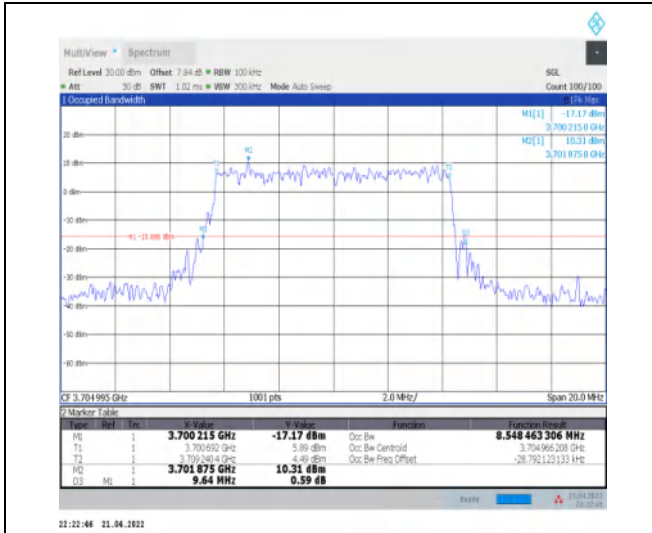 MultiView Spectrum
Ref Level 30.00 dBm Offset 7.94 dB RBW 100 kHz SGL
Att 30 dB SWT 1.02 ms VBW 300 kHz Mode Auto Sweep Count 100/100
1 Occupied Bandwidth 1Pk Max
M1[1] -17.17 dBm
3.700 215 0 GHz
M2[1] 10.31 dBm
3.701 875 0 GHz
20 dBm
M2
10 dBm
0 dBm
-10 dBm
M1
-20 dBm
-30 dBm
-40 dBm
-50 dBm
-60 dBm
CF 3.704 995 GHz 1001 pts 2.0 MHz/ Span 20.0 MHz
2 Marker Table
Type Ref Trc X-Value Y-Value Function Function Result
M1 1 3.700 215 GHz -17.17 dBm Occ Bw 8.548 463 306 MHz
T1 1 3.700 692 GHz 5.89 dBm Occ Bw Centroid 3.704 966 208 GHz
T2 1 3.709 240 4 GHz 4.49 dBm Occ Bw Freq Offset -28.792 123 133 kHz
M2 1 3.701 875 GHz 10.31 dBm
D3 M1 1 9.64 MHz 0.59 dB
Ready 21.04.2022
22:22:45
22:22:46 21.04.2022